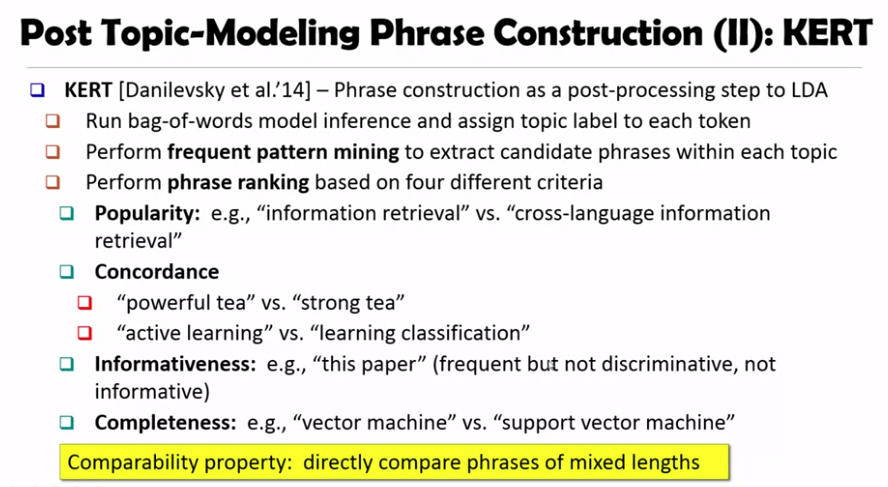 Post Topic-Modeling Phrase Construction (II): KERT
KERT [Danilevsky et al.’14] – Phrase construction as a post-processing step to LDA
Run bag-of-words model inference and assign topic label to each token
Perform frequent pattern mining to extract candidate phrases within each topic
Perform phrase ranking based on four different criteria
Popularity: e.g., “information retrieval” vs. “cross-language information
retrieval”
Concordance
“powerful tea” vs. “strong tea”
“active learning” vs. “learning classification”
Informativeness: e.g., “this paper” (frequent but not discriminative, not
informative)
Completeness: e.g., “vector machine” vs. “support vector machine”
Comparability property: directly compare phrases of mixed lengths